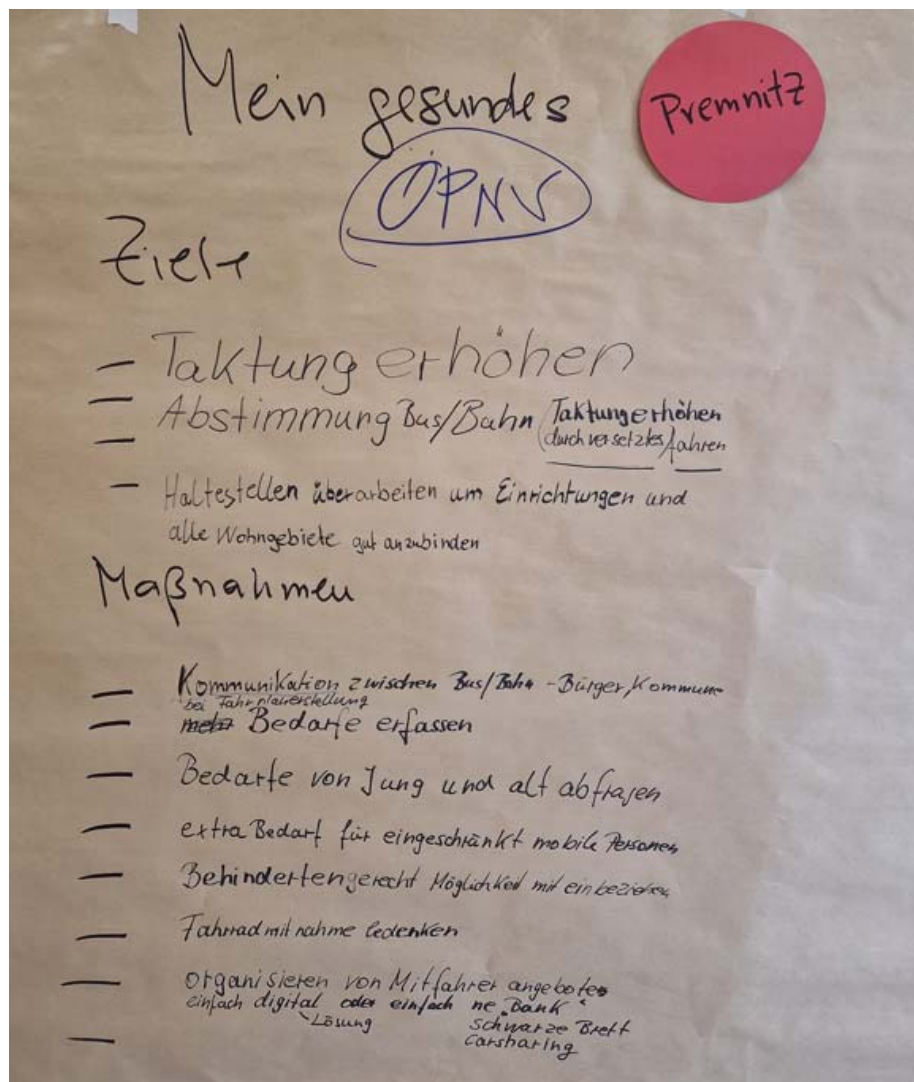 Mein gesundes
Premnitz
ÖPNV
Ziele
– Taktung erhöhen
– Abstimmung Bus/Bahn (Taktung erhöhen
– durch versetztes fahren
– Haltestellen überarbeiten um Einrichtungen und
alle Wohngebiete gut anzubinden
Maßnahmen
– Kommunikation zwischen Bus/Bahn - Bürger/Kommune
bei Fahrplanerstellung
– mehr Bedarfe erfassen
– Bedarfe von Jung und alt abfragen
– extra Bedarf für eingeschränkt mobile Personen
– Behindertengerecht Möglichkeit mit einbeziehen
– Fahrradmitnahme bedenken
– organisieren von Mitfahrer angebote
einfach digital oder einfach ne "Bank"
Lösung schwarze Brett
– carsharing